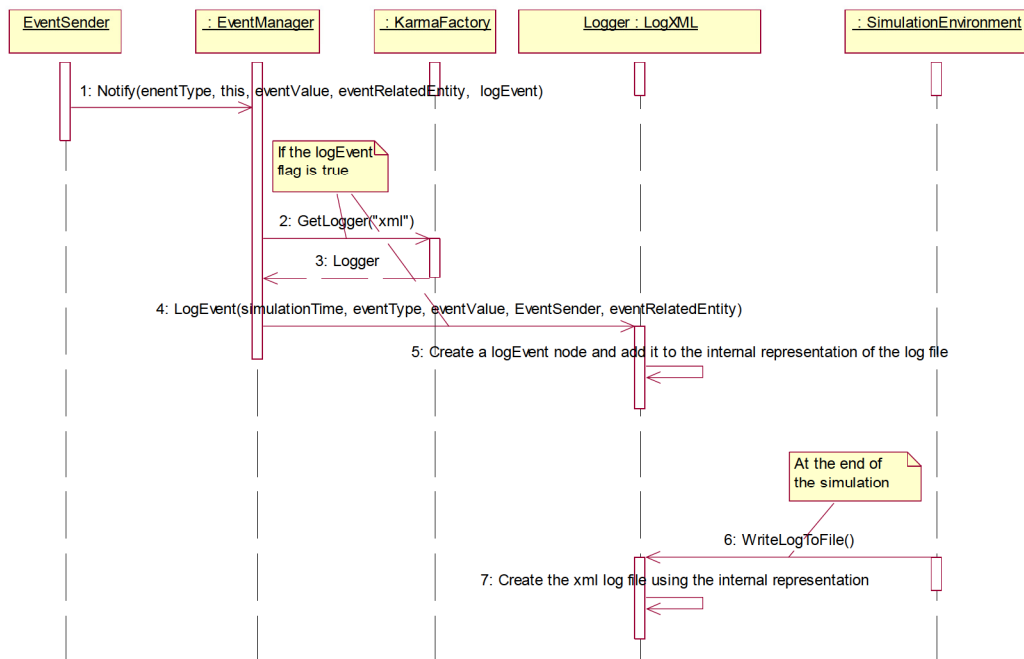 EventSender
: EventManager
: KarmaFactory
Logger : LogXML
: SimulationEnvironment
1: Notify(enentType, this, eventValue, eventRelatedEntity, logEvent)
If the logEvent
flag is true
2: GetLogger("xml")
3: Logger
4: LogEvent(simulationTime, eventType, eventValue, EventSender, eventRelatedEntity)
5: Create a logEvent node and add it to the internal representation of the log file
At the end of
the simulation
6: WriteLogToFile()
7: Create the xml log file using the internal representation